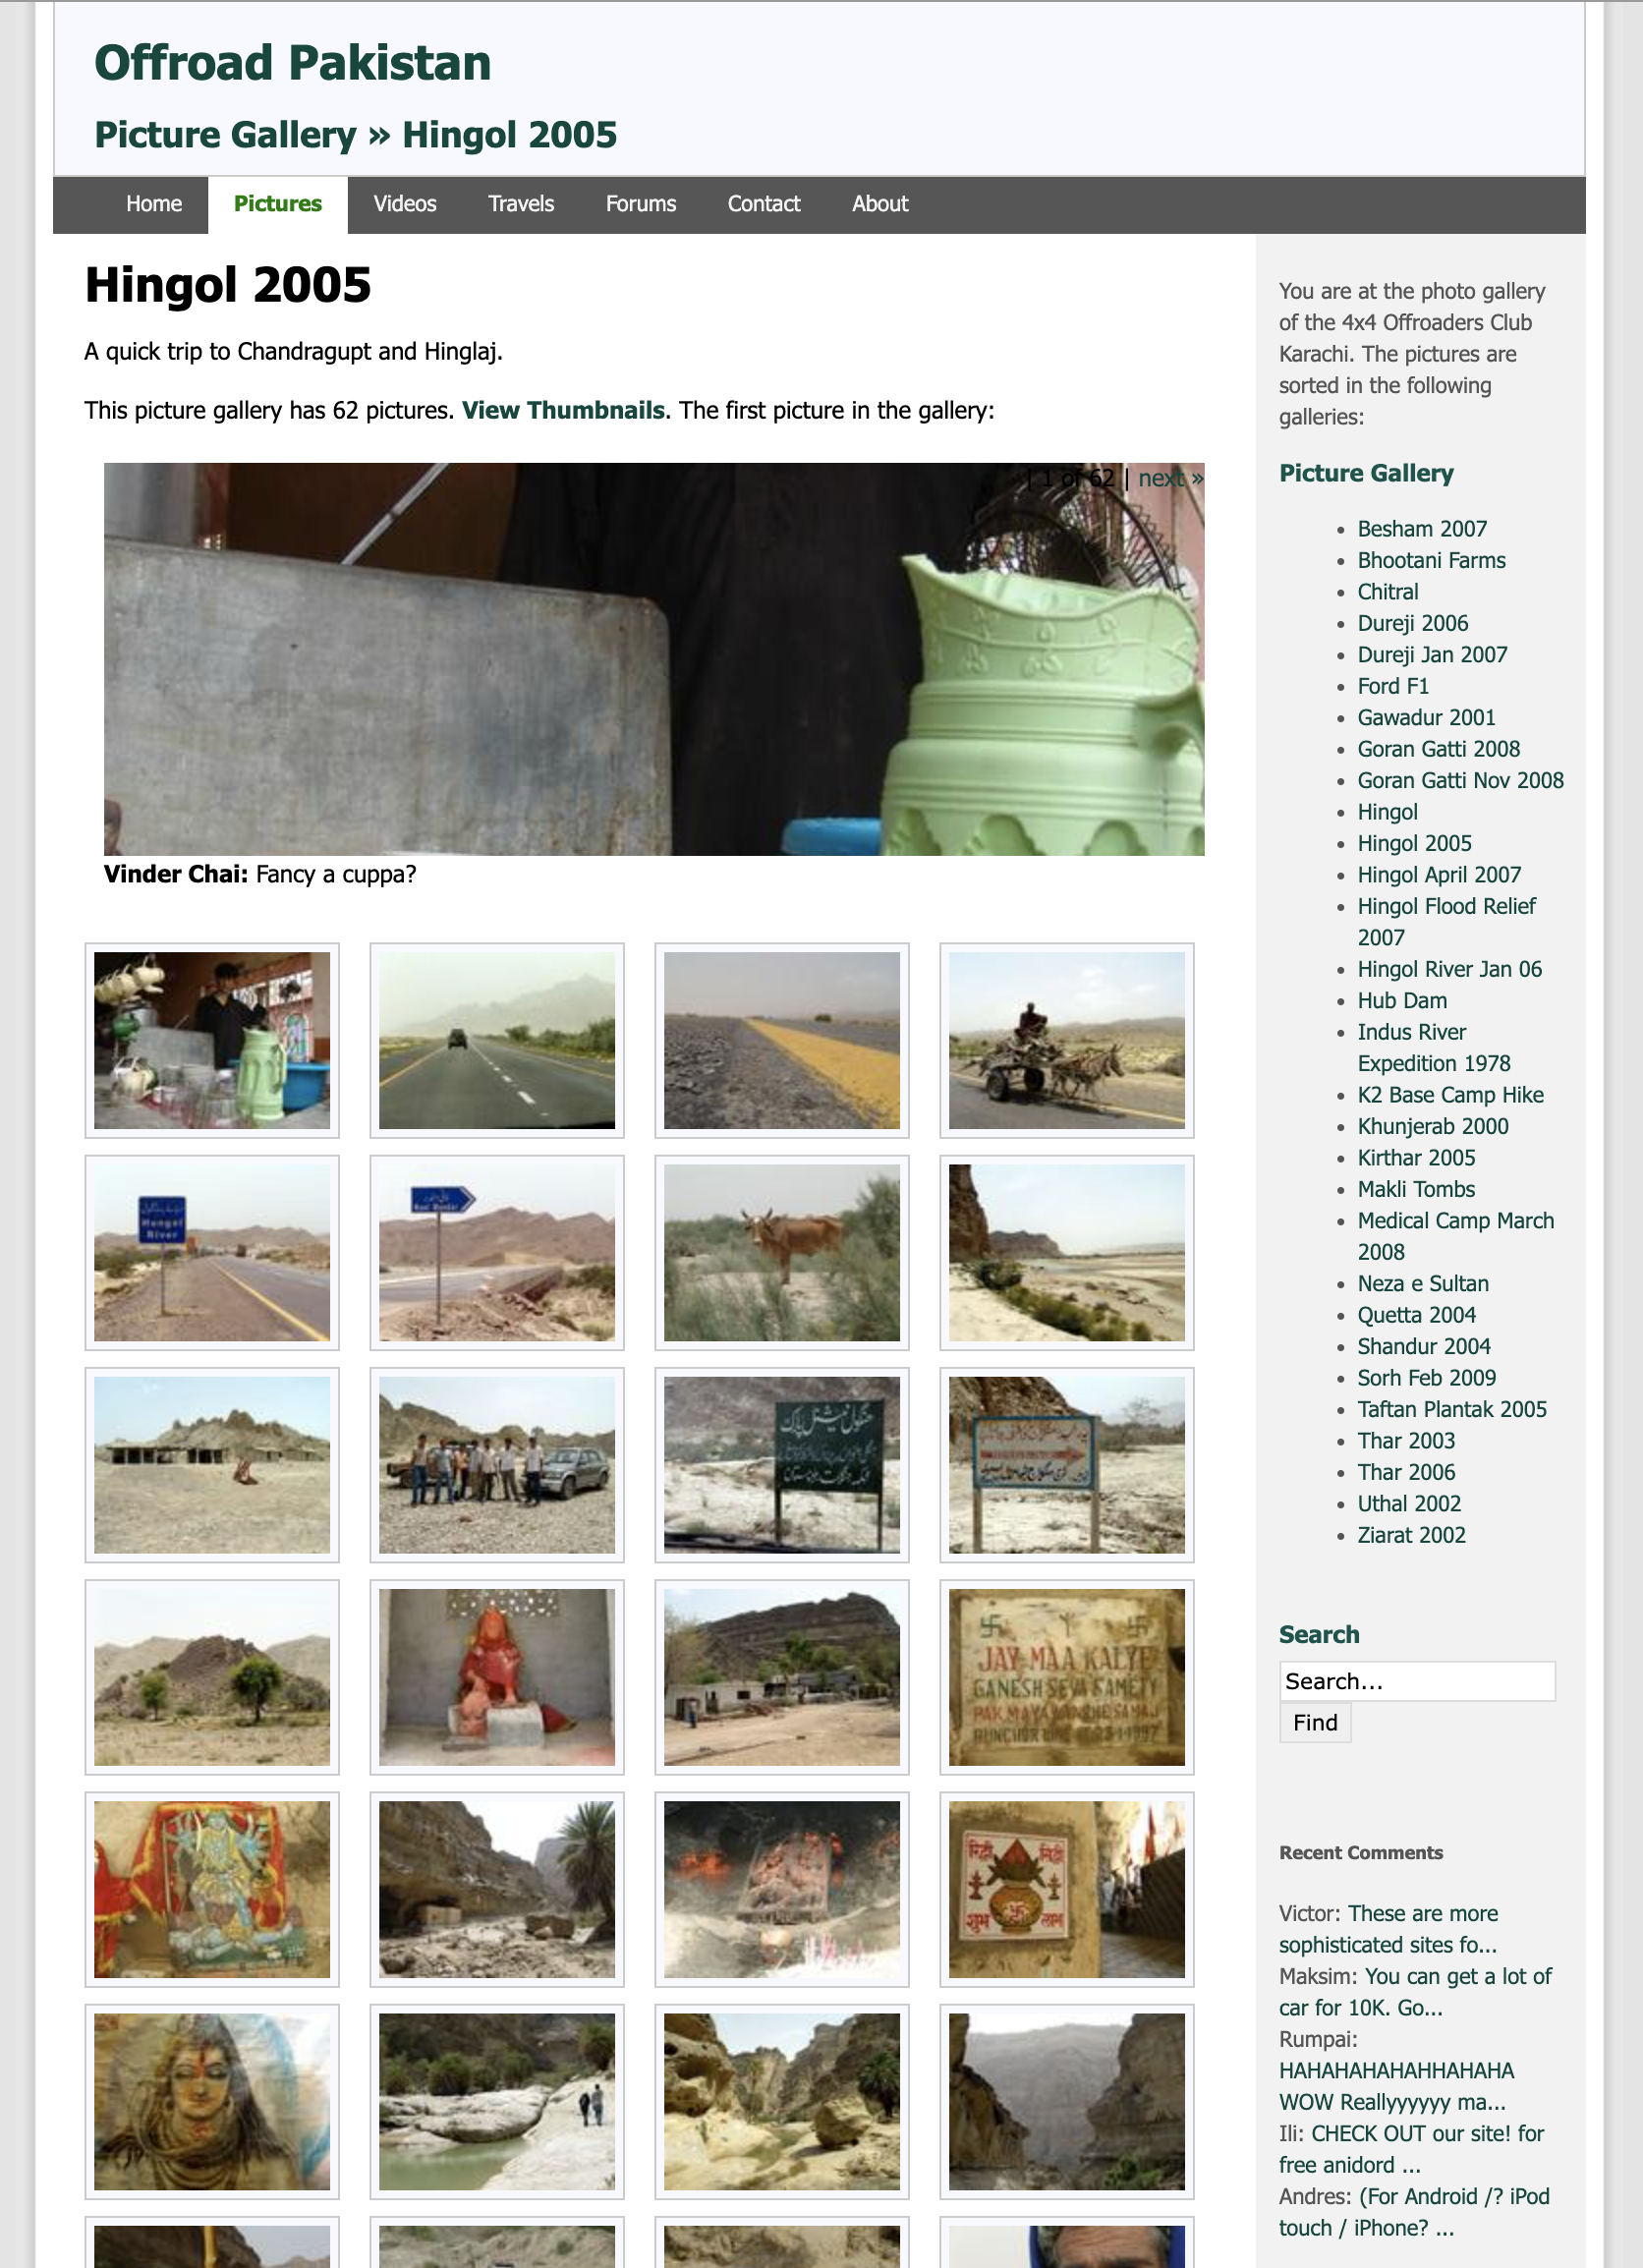 Offroad Pakistan
Picture Gallery » Hingol 2005
Home Pictures Videos Travels Forums Contact About
Hingol 2005
A quick trip to Chandragupt and Hinglaj.
This picture gallery has 62 pictures. View Thumbnails. The first picture in the gallery:
| 1 of 62 | next »
Vinder Chai: Fancy a cuppa?
Hengol
River
JAY MAA KALYE
GANESH SEVA SAMETY
रिद्दी सिद्दी
शुभ लाभ
You are at the photo gallery
of the 4x4 Offroaders Club
Karachi. The pictures are
sorted in the following
galleries:
Picture Gallery
Besham 2007
Bhootani Farms
Chitral
Dureji 2006
Dureji Jan 2007
Ford F1
Gawadur 2001
Goran Gatti 2008
Goran Gatti Nov 2008
Hingol
Hingol 2005
Hingol April 2007
Hingol Flood Relief
2007
Hingol River Jan 06
Hub Dam
Indus River
Expedition 1978
K2 Base Camp Hike
Khunjerab 2000
Kirthar 2005
Makli Tombs
Medical Camp March
2008
Neza e Sultan
Quetta 2004
Shandur 2004
Sorh Feb 2009
Taftan Plantak 2005
Thar 2003
Thar 2006
Uthal 2002
Ziarat 2002
Search
Search...
Find
Recent Comments
Victor: These are more
sophisticated sites fo...
Maksim: You can get a lot of
car for 10K. Go...
Rumpai:
HAHAHAHAHAHHAHAHA
WOW Reallyyyyyy ma...
Ili: CHECK OUT our site! for
free anidord ...
Andres: (For Android /? iPod
touch / iPhone? ...